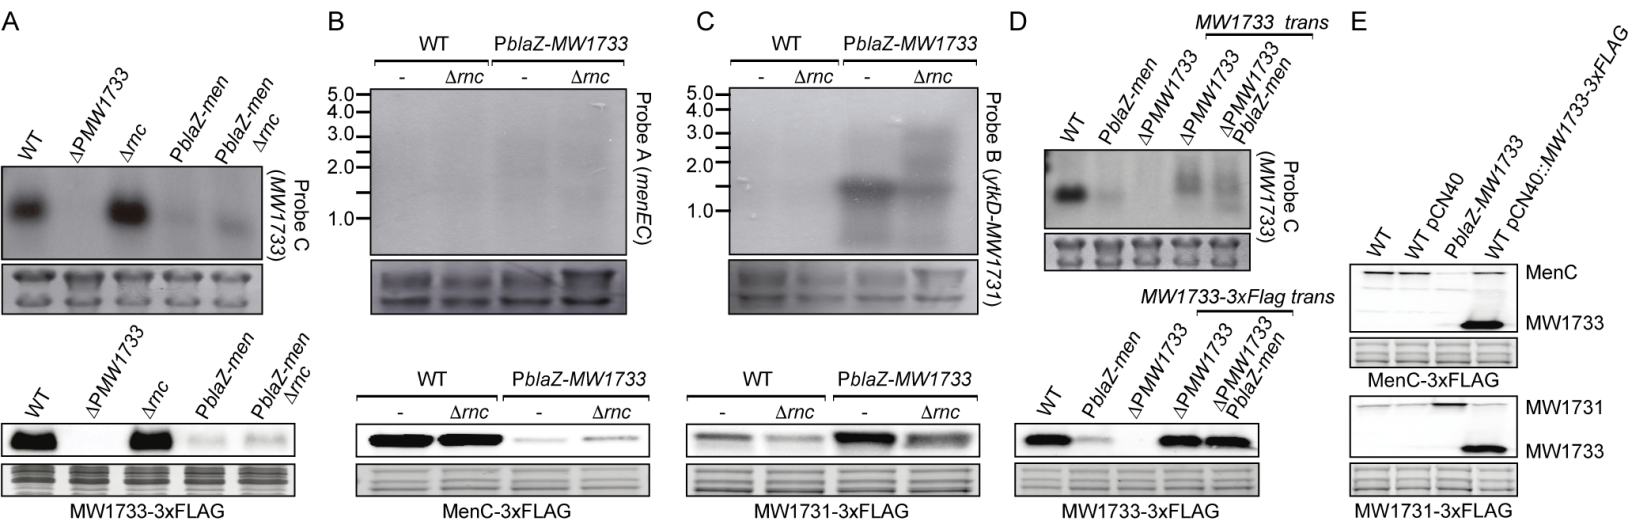 A
WT
ΔPMW1733
Δrnc
PblaZ-men
PblaZ-men
Δrnc
Probe C
(MW1733)
WT
ΔPMW1733
Δrnc
PblaZ-men
PblaZ-men
Δrnc
MW1733-3xFLAG
B
WT
PblaZ-MW1733
- Δrnc - Δrnc
5.0
4.0
3.0
2.0
1.0
Probe A (menEC)
WT
PblaZ-MW1733
- Δrnc - Δrnc
MenC-3xFLAG
C
WT
PblaZ-MW1733
- Δrnc - Δrnc
5.0
4.0
3.0
2.0
1.0
Probe B (ytkD-MW1731)
WT
PblaZ-MW1733
- Δrnc - Δrnc
MW1731-3xFLAG
D
MW1733 trans
WT
PblaZ-men
ΔPMW1733
ΔPMW1733
ΔPMW1733
PblaZ-men
Probe C
(MW1733)
MW1733-3xFlag trans
WT
PblaZ-men
ΔPMW1733
ΔPMW1733
ΔPMW1733
PblaZ-men
MW1733-3xFLAG
E
WT
WT pCN40
PblaZ-MW1733
WT pCN40::MW1733-3xFLAG
MenC
MW1733
MenC-3xFLAG
MW1731
MW1733
MW1731-3xFLAG